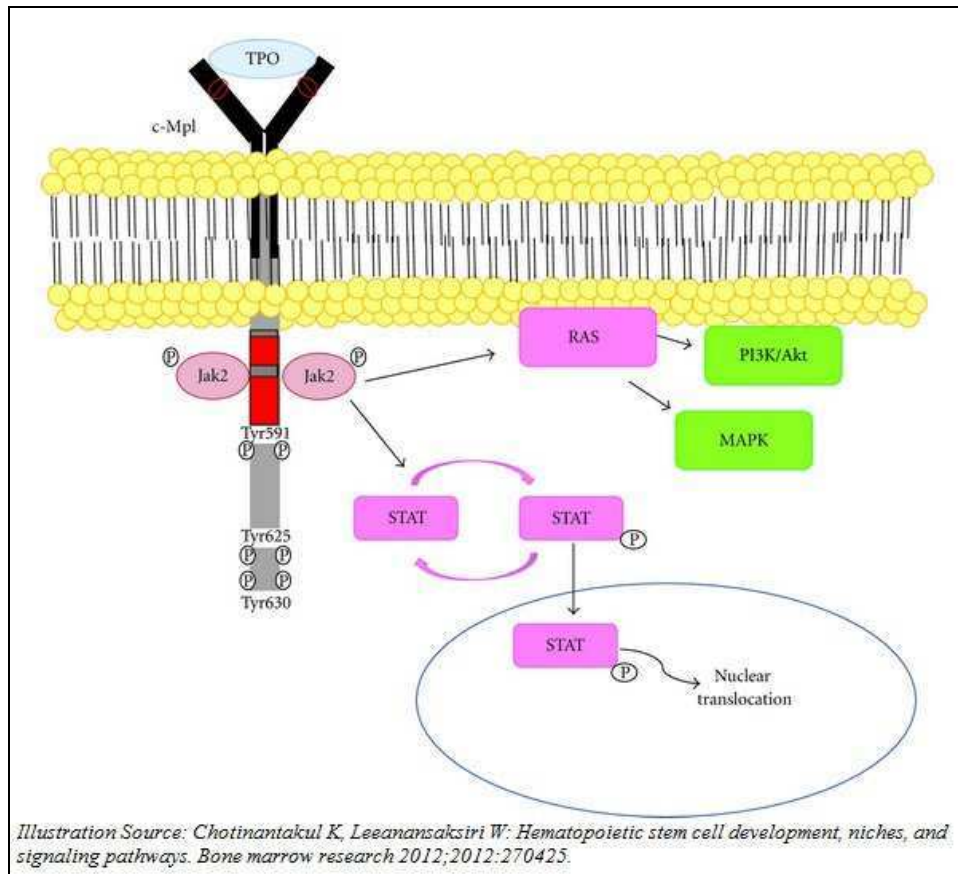 TPO
c-Mpl
RAS
PI3K/Akt
P
P
Jak2
Jak2
MAPK
Tyr591
P
P
STAT
STAT
P
Tyr625
P
P
P
P
Tyr630
STAT
P
Nuclear
translocation
Illustration Source: Chotinantakul K, Leeanansaksiri W: Hematopoietic stem cell development, niches, and
signaling pathways. Bone marrow research 2012;2012:270425.